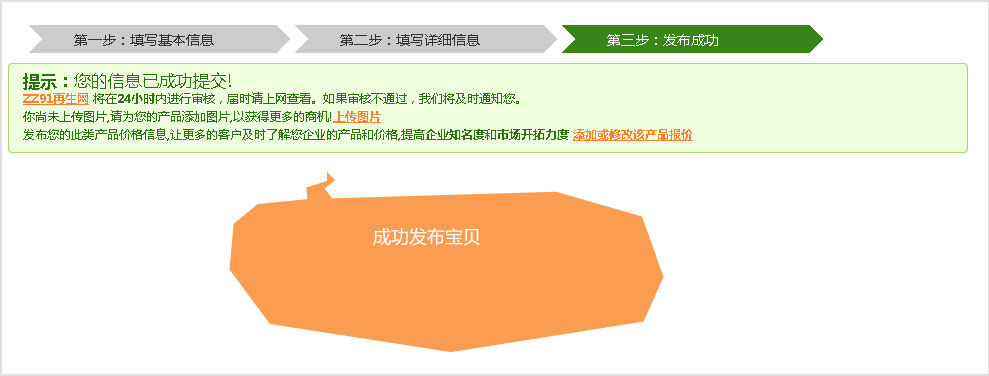 第一步：填写基本信息
第二步：填写详细信息
第三步：发布成功
提示：您的信息已成功提交!
ZZ91再生网 将在24小时内进行审核，届时请上网查看。如果审核不通过，我们将及时通知您。
你尚未上传图片,请为您的产品添加图片,以获得更多的商机!上传图片
发布您的此类产品价格信息,让更多的客户及时了解您企业的产品和价格,提高企业知名度和市场开拓力度 添加或修改该产品报价
成功发布宝贝